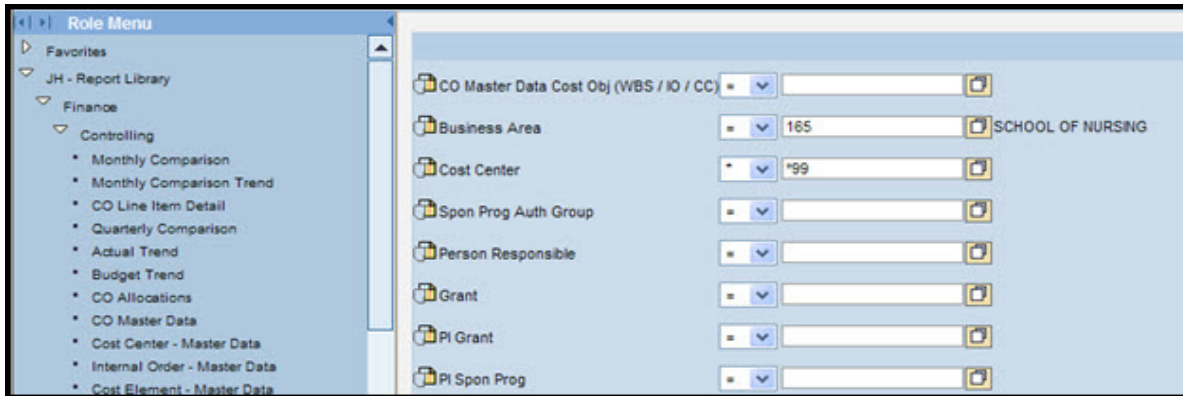 Role Menu
Favorites
JH - Report Library
Finance
Controlling
• Monthly Comparison
• Monthly Comparison Trend
• CO Line Item Detail
• Quarterly Comparison
• Actual Trend
• Budget Trend
• CO Allocations
• CO Master Data
• Cost Center - Master Data
• Internal Order - Master Data
• Cost Element - Master Data
CO Master Data Cost Obj (WBS / IO / CC) =
Business Area = 165 SCHOOL OF NURSING
Cost Center * *99
Spon Prog Auth Group =
Person Responsible =
Grant =
PI Grant =
PI Spon Prog =